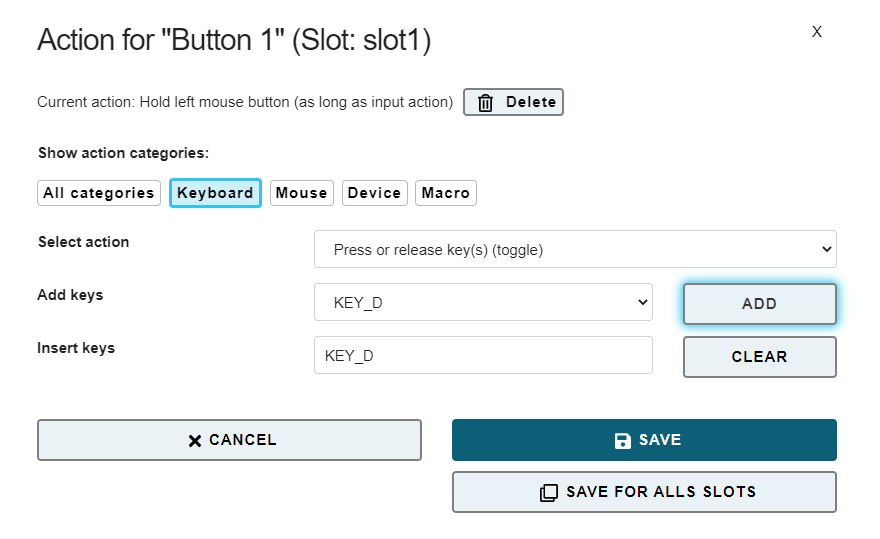 Action for "Button 1" (Slot: slot1)
X
Current action: Hold left mouse button (as long as input action) Delete
Show action categories:
All categories Keyboard Mouse Device Macro
Select action Press or release key(s) (toggle)
Add keys KEY_D ADD
Insert keys KEY_D CLEAR
CANCEL SAVE
SAVE FOR ALLS SLOTS